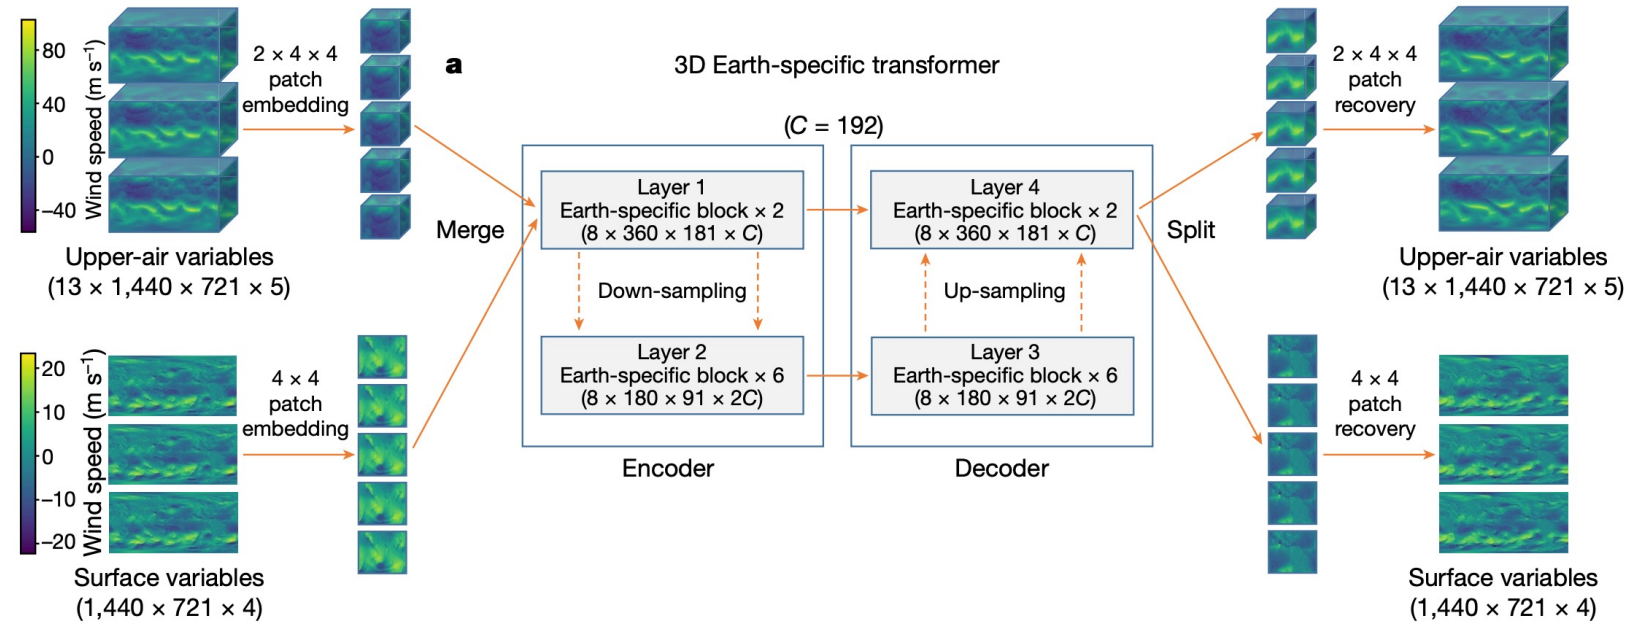 a
3D Earth-specific transformer
(C = 192)
80
40
0
−40
Wind speed (m s⁻¹)
2 × 4 × 4
patch
embedding
Upper-air variables
(13 × 1,440 × 721 × 5)
20
10
0
−10
−20
Wind speed (m s⁻¹)
4 × 4
patch
embedding
Surface variables
(1,440 × 721 × 4)
Merge
Layer 1
Earth-specific block × 2
(8 × 360 × 181 × C)
Down-sampling
Layer 2
Earth-specific block × 6
(8 × 180 × 91 × 2C)
Encoder
Layer 4
Earth-specific block × 2
(8 × 360 × 181 × C)
Up-sampling
Layer 3
Earth-specific block × 6
(8 × 180 × 91 × 2C)
Decoder
Split
2 × 4 × 4
patch
recovery
Upper-air variables
(13 × 1,440 × 721 × 5)
4 × 4
patch
recovery
Surface variables
(1,440 × 721 × 4)